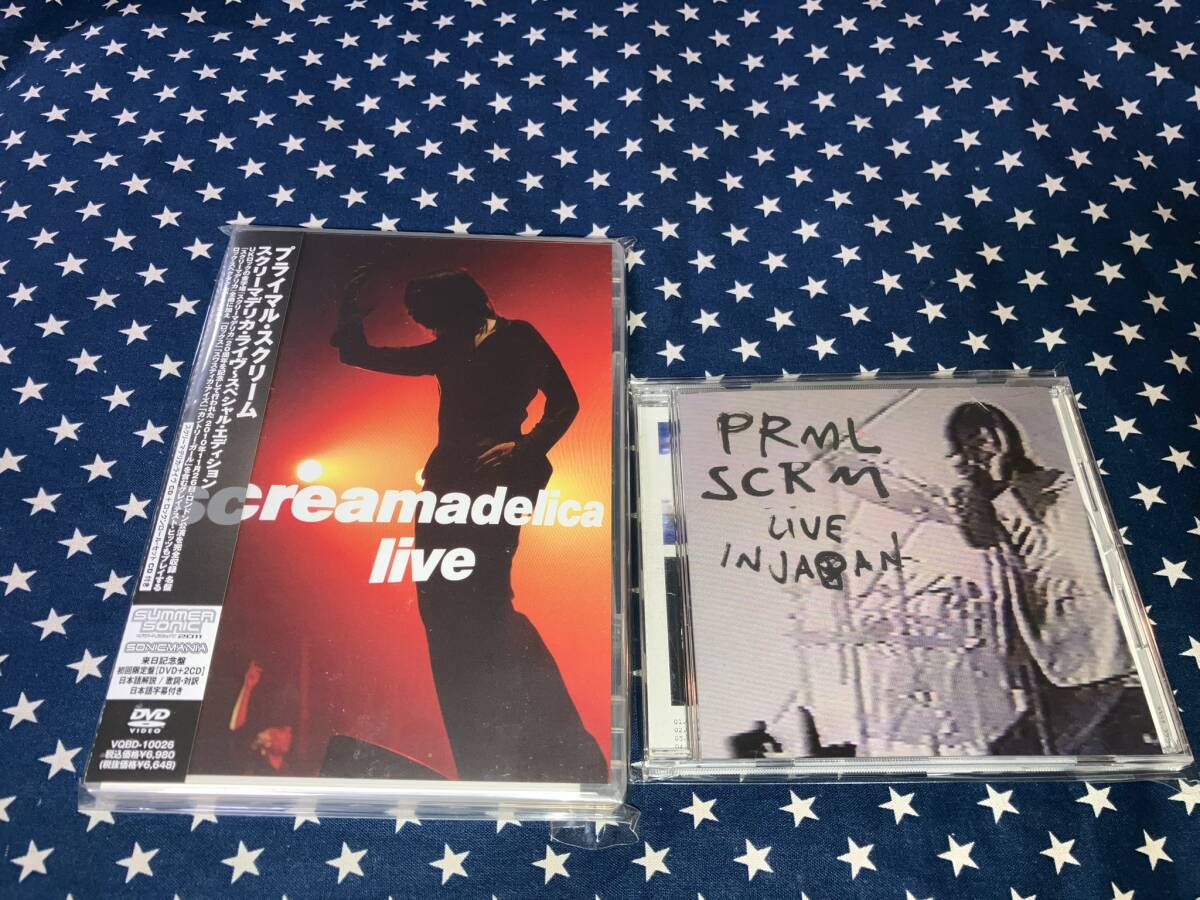 プライマル・スクリーム
スクリーマデリカ・ライヴ~スペシャル・エディション
screamadelica
live
SUMMER
SONIC
2011
SONICMANIA
来日記念盤
初回限定盤[DVD+2CD]
日本語解説 / 歌詞・対訳
日本語字幕付き
DVD
VIDEO
VQBD-10026
税込価格¥6,980
(税抜価格¥6,648)
PRML
SCRM
LIVE
IN JAPAN